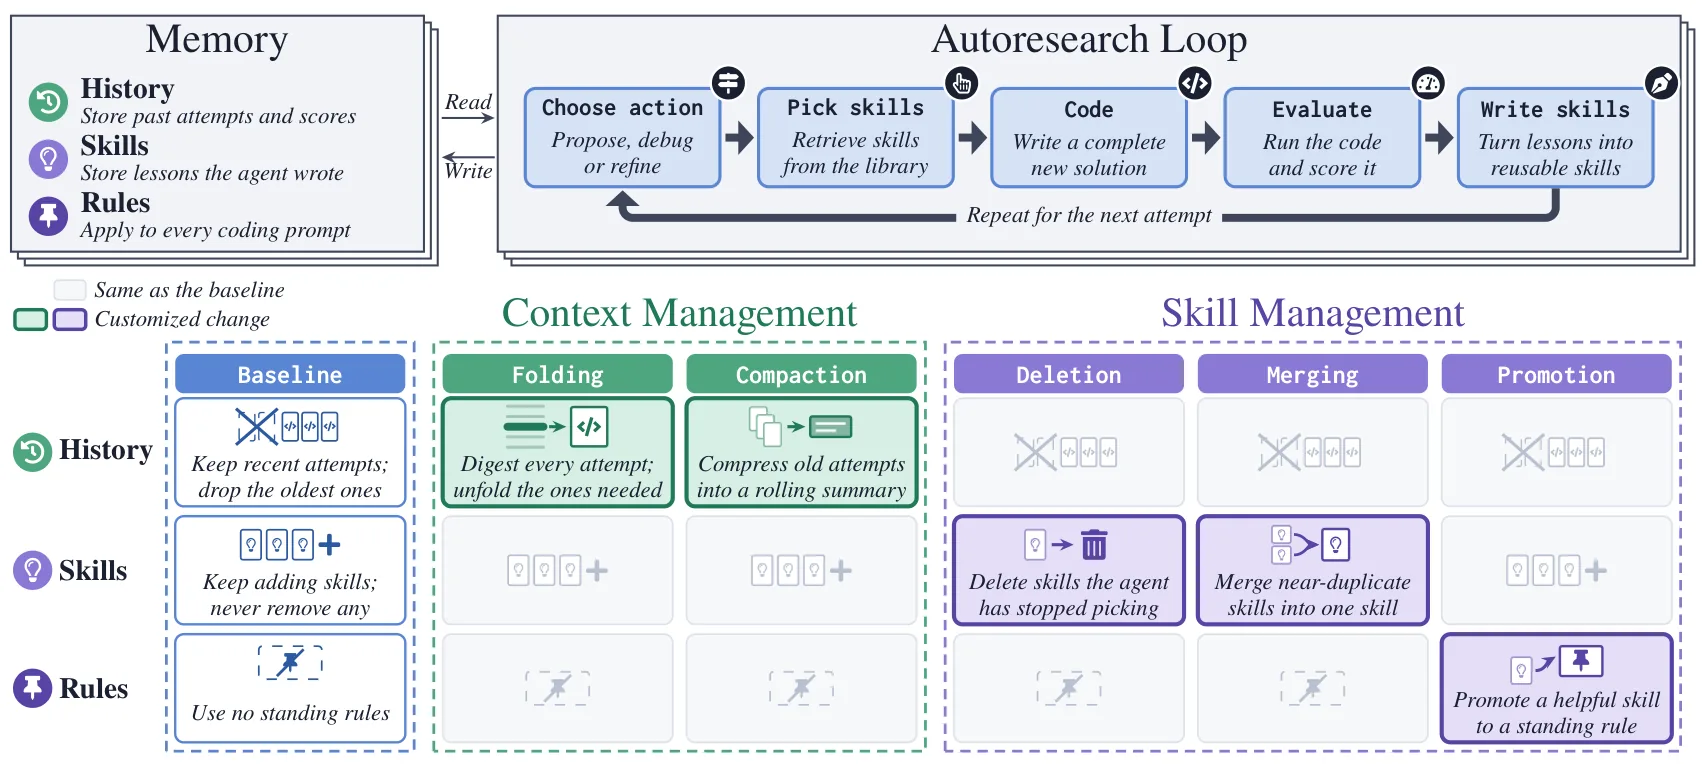 Memory
History
Store past attempts and scores
Skills
Store lessons the agent wrote
Rules
Apply to every coding prompt
Read
Write
Autoresearch Loop
Choose action
Propose, debug
or refine
Pick skills
Retrieve skills
from the library
</>
Code
Write a complete
new solution
Evaluate
Run the code
and score it
Write skills
Turn lessons into
reusable skills
Repeat for the next attempt
Same as the baseline
Customized change
Context Management
Skill Management
Baseline
Folding
Compaction
Deletion
Merging
Promotion
History
</> </> </>
Keep recent attempts;
drop the oldest ones
</>
Digest every attempt;
unfold the ones needed
Compress old attempts
into a rolling summary
</> </> </>
</> </> </>
</> </> </>
Skills
Keep adding skills;
never remove any
Delete skills the agent
has stopped picking
Merge near-duplicate
skills into one skill
Rules
Use no standing rules
Promote a helpful skill
to a standing rule